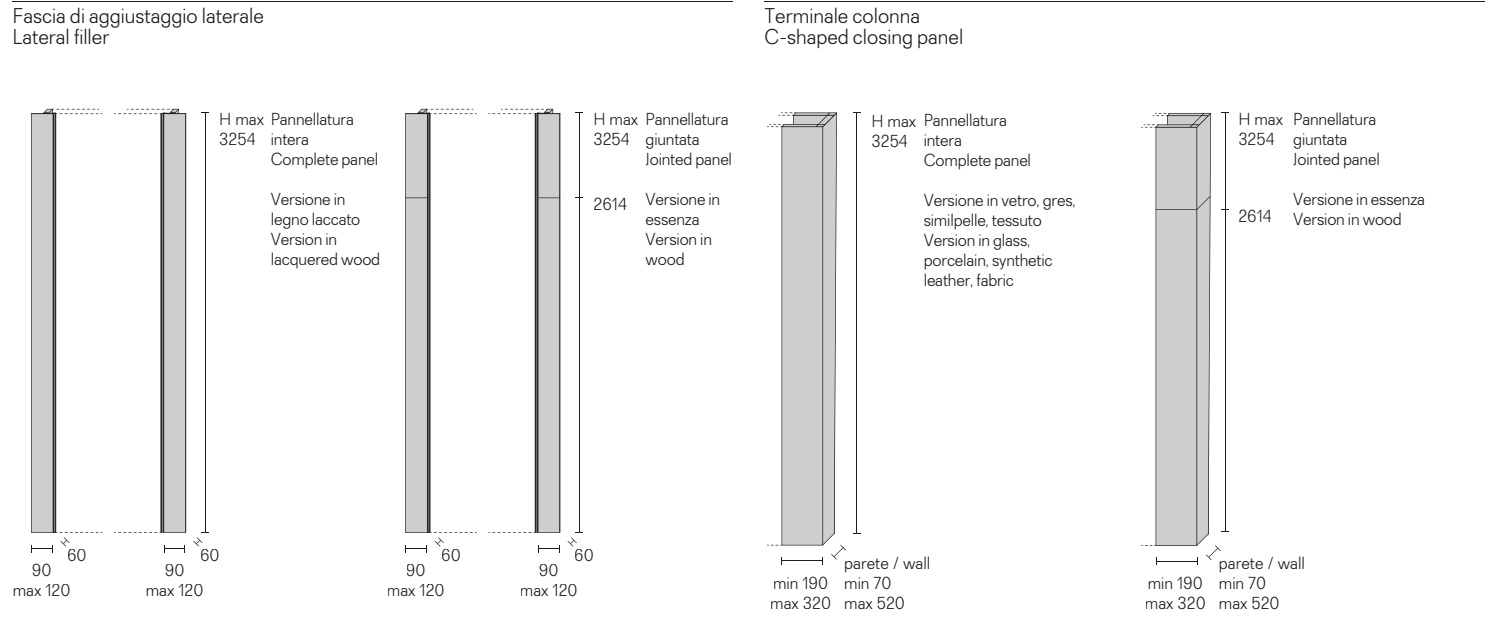 Fascia di aggiustaggio laterale
Lateral filler
H max
3254
Pannellatura
intera
Complete panel
Versione in
legno laccato
Version in
lacquered wood
60
90
max 120
60
90
max 120
H max
3254
Pannellatura
giuntata
Jointed panel
2614
Versione in
essenza
Version in
wood
60
90
max 120
60
90
max 120
Terminale colonna
C-shaped closing panel
H max
3254
Pannellatura
intera
Complete panel
Versione in vetro, gres,
similpelle, tessuto
Version in glass,
porcelain, synthetic
leather, fabric
min 190
max 320
parete / wall
min 70
max 520
H max
3254
Pannellatura
giuntata
Jointed panel
2614
Versione in essenza
Version in wood
min 190
max 320
parete / wall
min 70
max 520